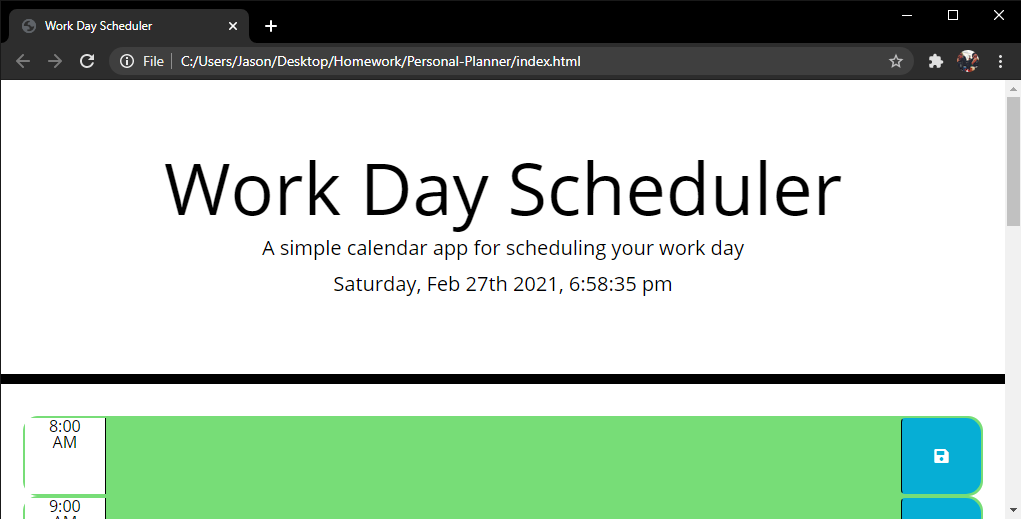 Work Day Scheduler
File C:/Users/Jason/Desktop/Homework/Personal-Planner/index.html
Work Day Scheduler
A simple calendar app for scheduling your work day
Saturday, Feb 27th 2021, 6:58:35 pm
8:00
AM
9:00
AM